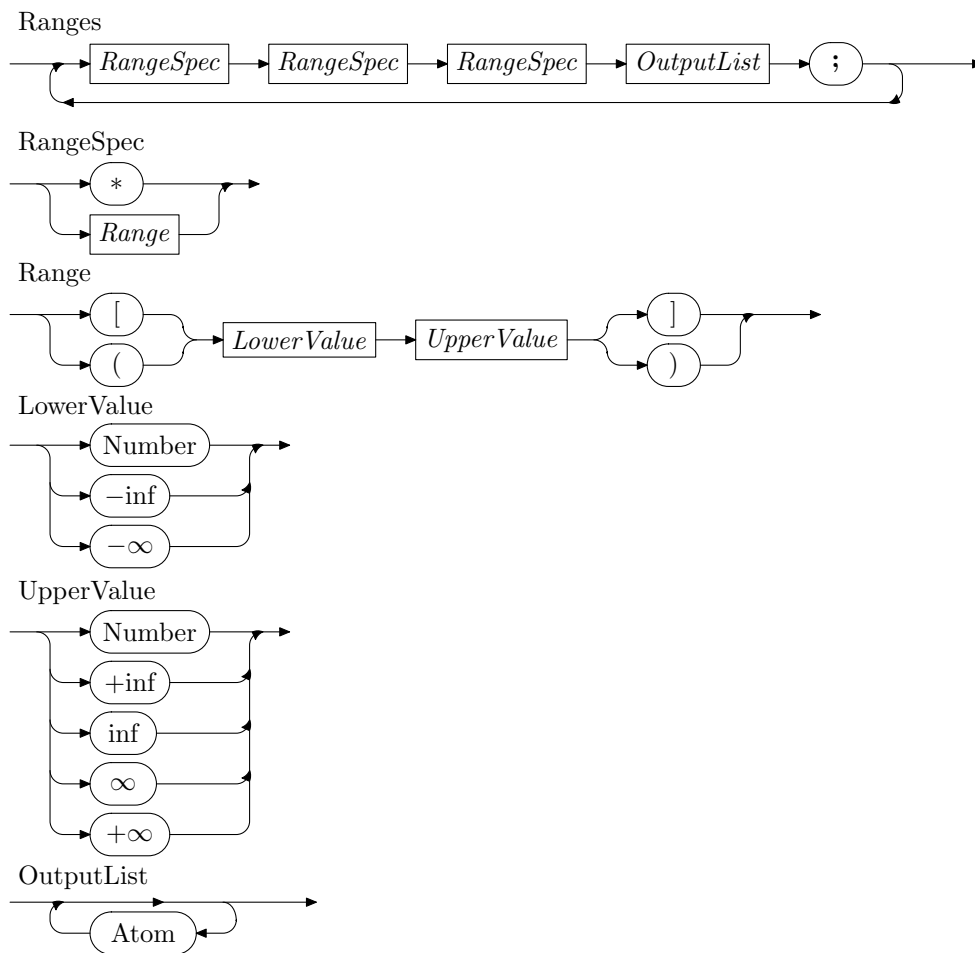 Ranges
RangeSpec RangeSpec RangeSpec OutputList ;
RangeSpec
*
Range
Range
[ ]
LowerValue UpperValue
( )
LowerValue
Number
−inf
−∞
UpperValue
Number
+inf
inf
∞
+∞
OutputList
Atom